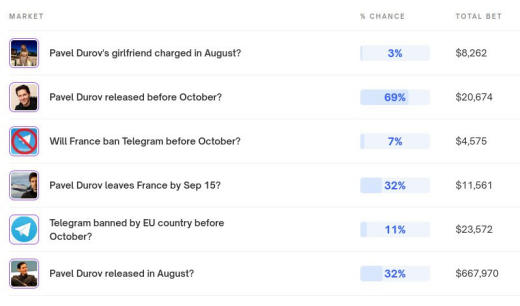 MARKET % CHANCE TOTAL BET
Pavel Durov's girlfriend charged in August? 3% $8,262
Pavel Durov released before October? 69% $20,674
Will France ban Telegram before October? 7% $4,575
Pavel Durov leaves France by Sep 15? 32% $11,561
Telegram banned by EU country before
October? 11% $23,572
Pavel Durov released in August? 32% $667,970